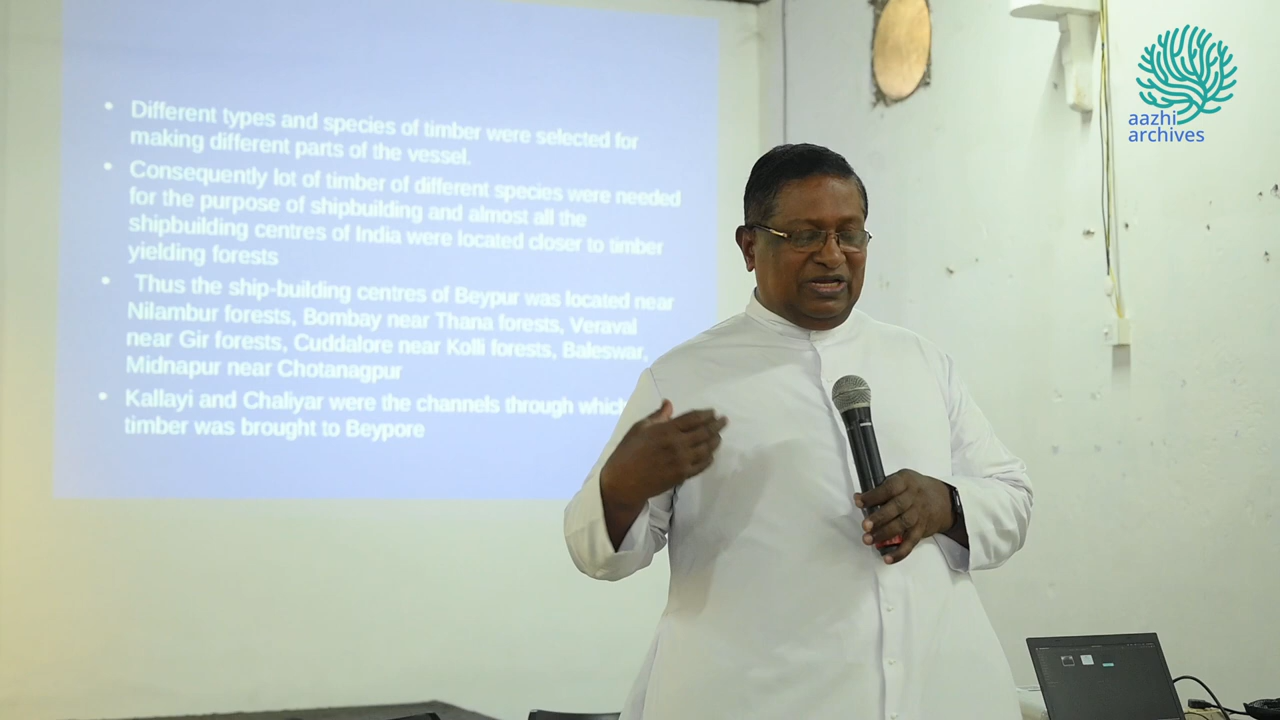 Different types and species of timber were selected for
making different parts of the vessel.
Consequently lot of timber of different species were needed
for the purpose of shipbuilding and almost all the
shipbuilding centres of India were located closer to timber
yielding forests
Thus the ship-building centres of Beypur was located near
Nilambur forests, Bombay near Thana forests, Veraval
near Gir forests, Cuddalore near Kolli forests, Baleswar,
Midnapur near Chotanagpur
Kallayi and Chaliyar were the channels through which
timber was brought to Beypore
aazhi
archives